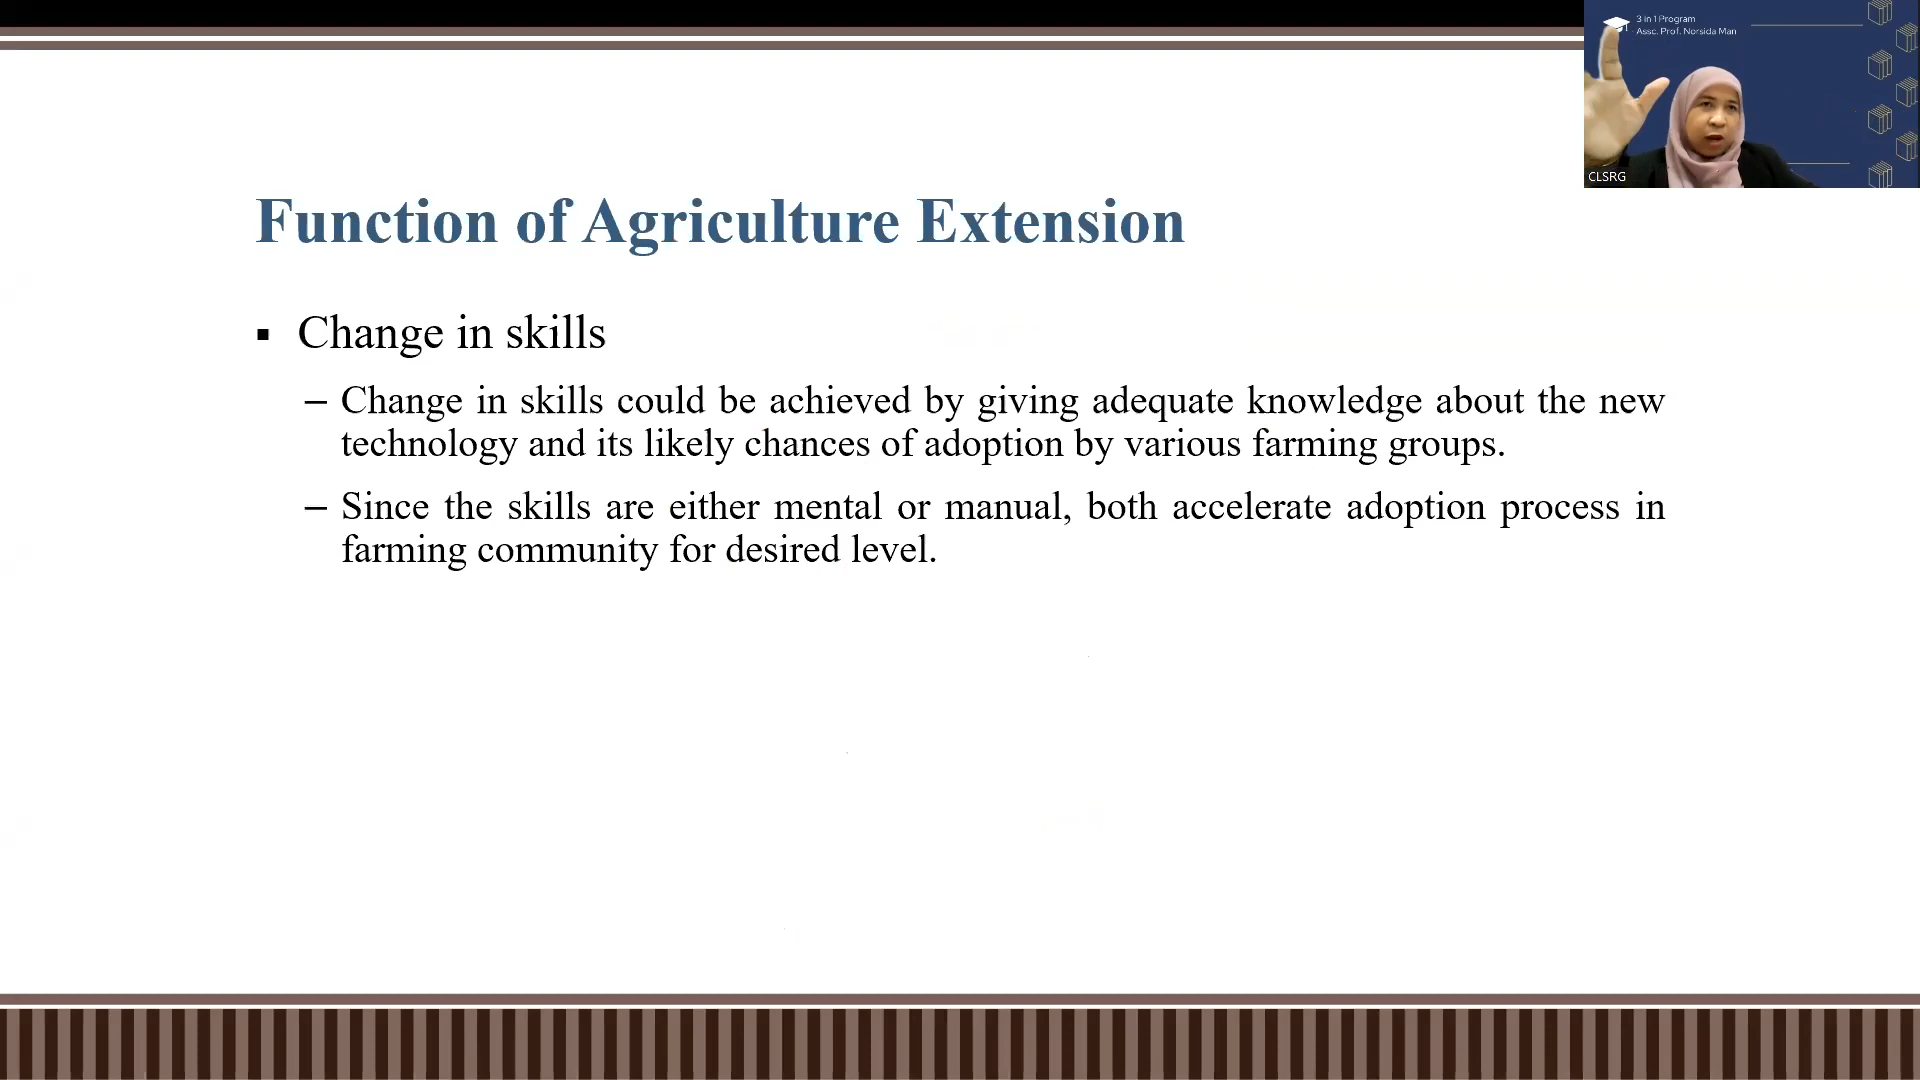 3 in 1 Program
Assc. Prof. Norsida Man
CLSRG
Function of Agriculture Extension
▪ Change in skills
– Change in skills could be achieved by giving adequate knowledge about the new
technology and its likely chances of adoption by various farming groups.
– Since the skills are either mental or manual, both accelerate adoption process in
farming community for desired level.